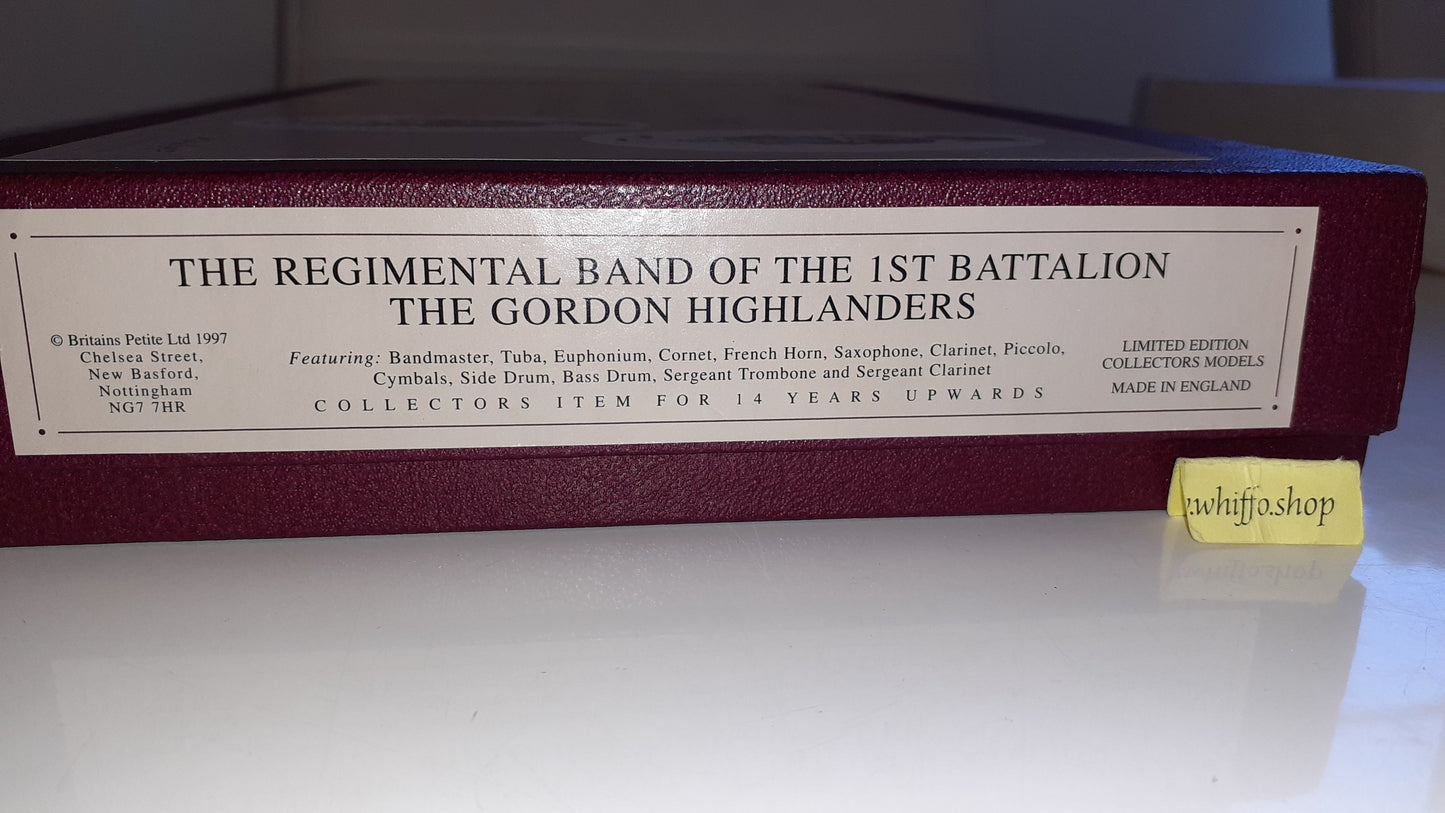 THE REGIMENTAL BAND OF THE 1ST BATTALION
THE GORDON HIGHLANDERS
© Britains Petite Ltd 1997
Chelsea Street,
New Basford,
Nottingham
NG7 7HR
Featuring: Bandmaster, Tuba, Euphonium, Cornet, French Horn, Saxophone, Clarinet, Piccolo,
Cymbals, Side Drum, Bass Drum, Sergeant Trombone and Sergeant Clarinet
COLLECTORS ITEM FOR 14 YEARS UPWARDS
LIMITED EDITION
COLLECTORS MODELS
MADE IN ENGLAND
.whiffo.shop